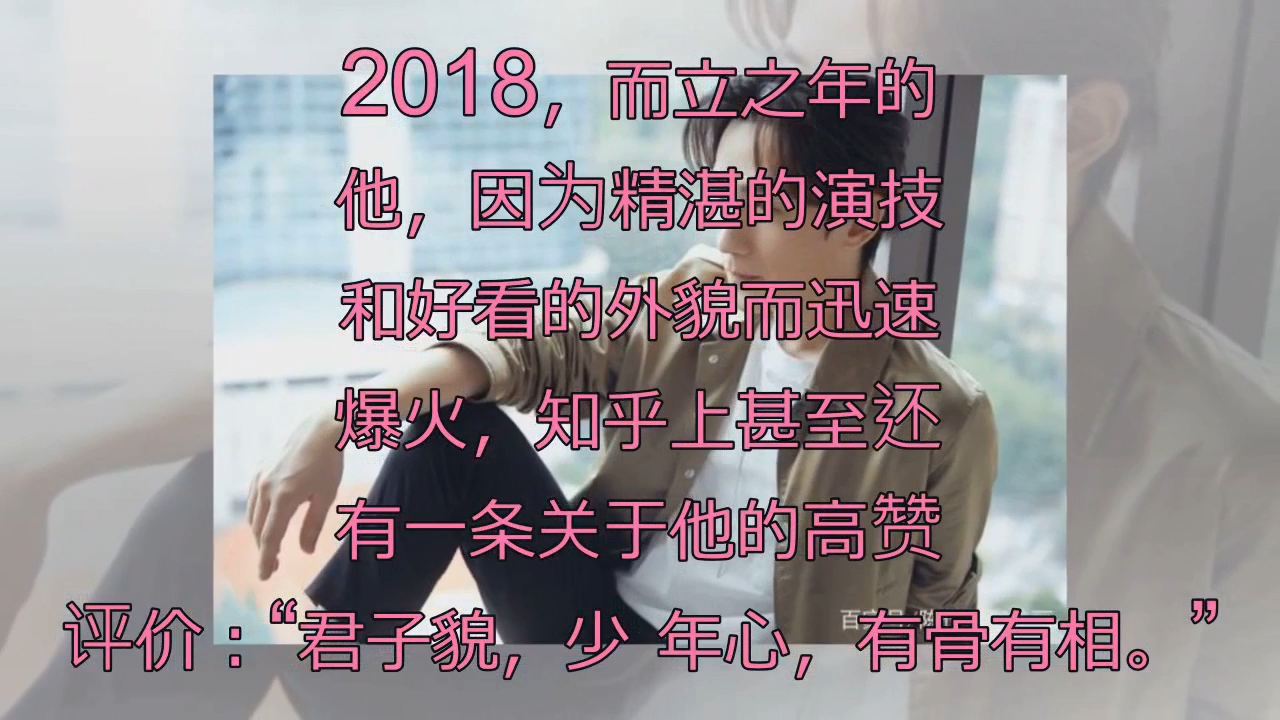 2018，而立之年的
他，因为精湛的演技
和好看的外貌而迅速
爆火，知乎上甚至还
有一条关于他的高赞
评价：“君子貌，少 年心，有骨有相。”